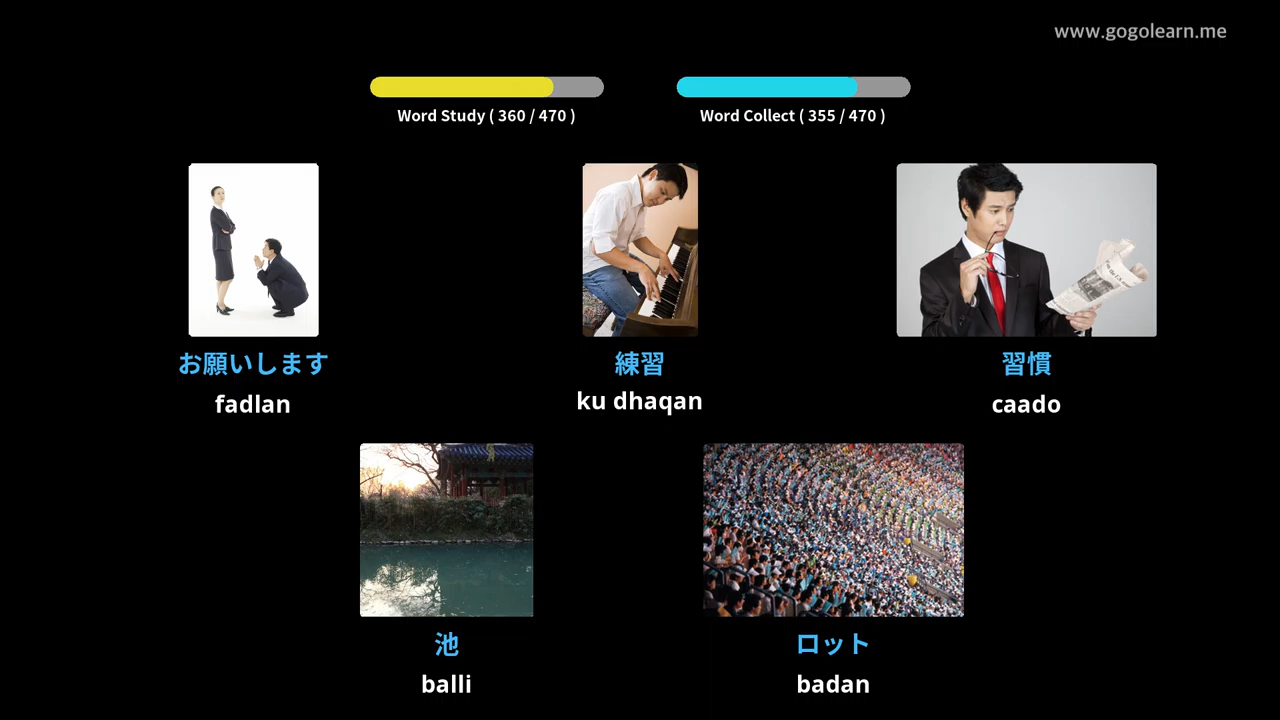 www.gogolearn.me
Word Study ( 360 / 470 )
Word Collect ( 355 / 470 )
お願いします
fadlan
練習
ku dhaqan
習慣
caado
池
balli
ロット
badan